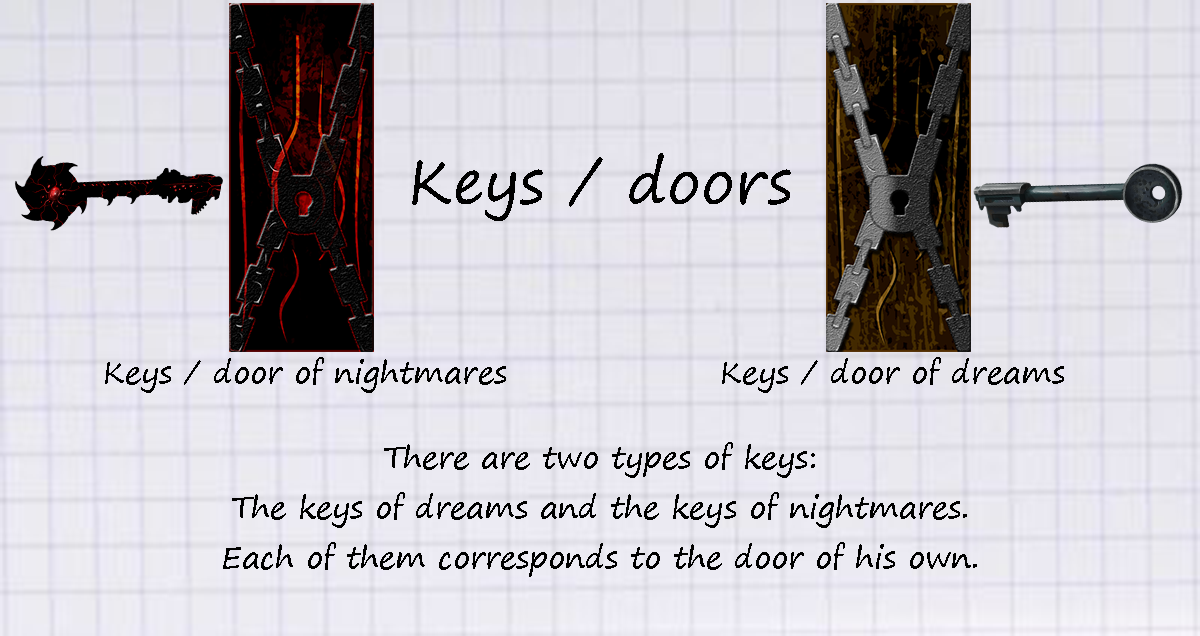 Keys / doors
Keys / door of nightmares
Keys / door of dreams
There are two types of keys:
The keys of dreams and the keys of nightmares.
Each of them corresponds to the door of his own.